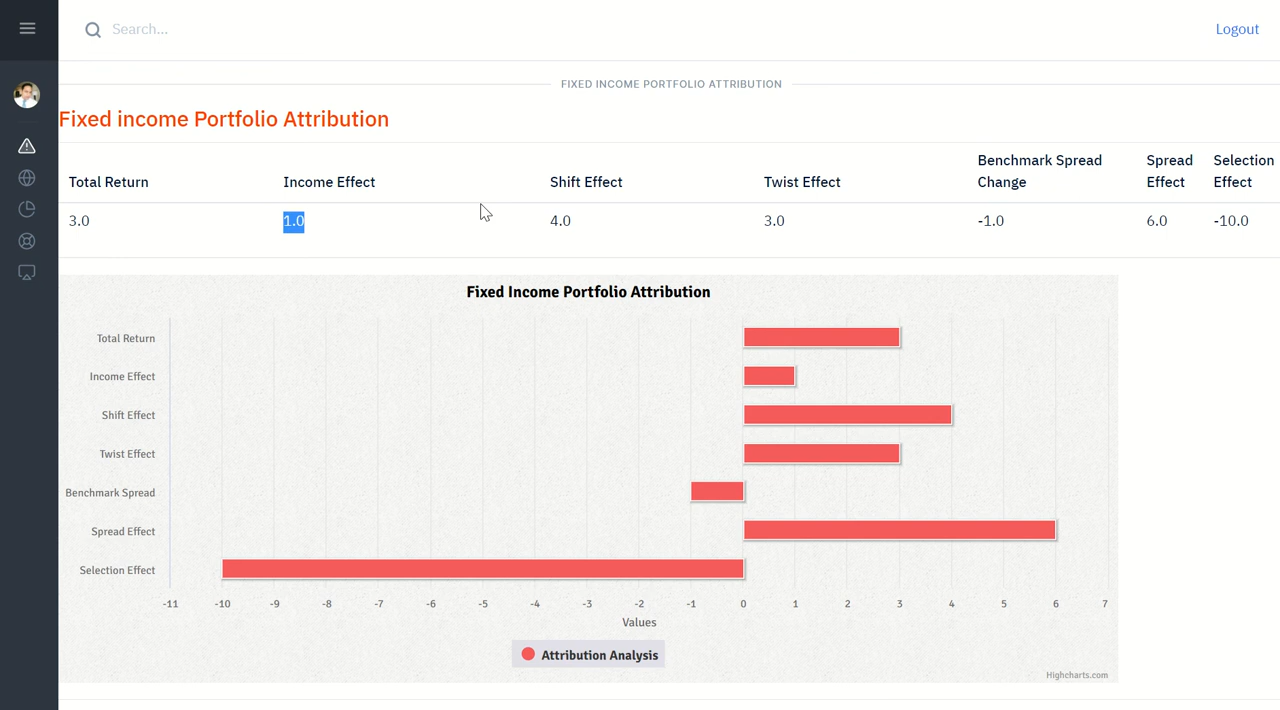 Search...
Logout
FIXED INCOME PORTFOLIO ATTRIBUTION
Fixed income Portfolio Attribution
Total Return Income Effect Shift Effect Twist Effect Benchmark Spread Change Spread Effect Selection Effect
3.0 1.0 4.0 3.0 -1.0 6.0 -10.0
Fixed Income Portfolio Attribution
Total Return
Income Effect
Shift Effect
Twist Effect
Benchmark Spread
Spread Effect
Selection Effect
-11 -10 -9 -8 -7 -6 -5 -4 -3 -2 -1 0 1 2 3 4 5 6 7
Values
Attribution Analysis
Highcharts.com